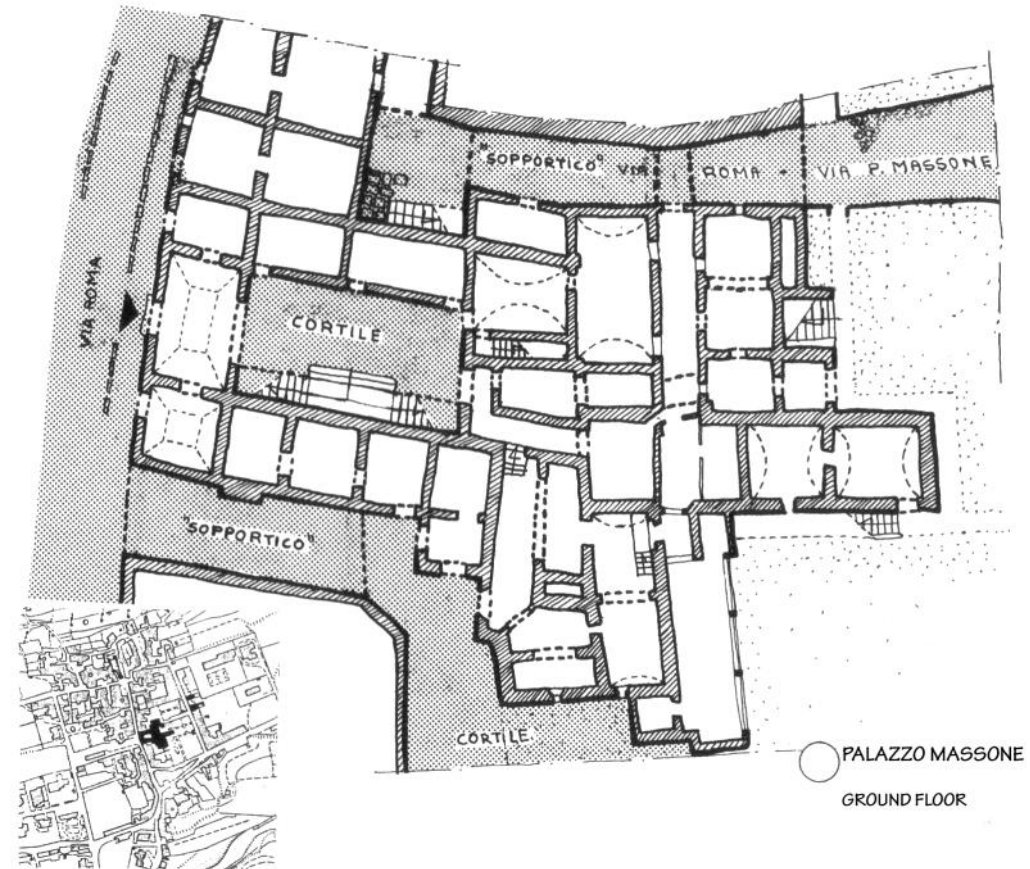 "SOPPORTICO" VIA ROMA - VIA P. MASSONE
VIA ROMA
CORTILE
"SOPPORTICO"
CORTILE
PALAZZO MASSONE
GROUND FLOOR